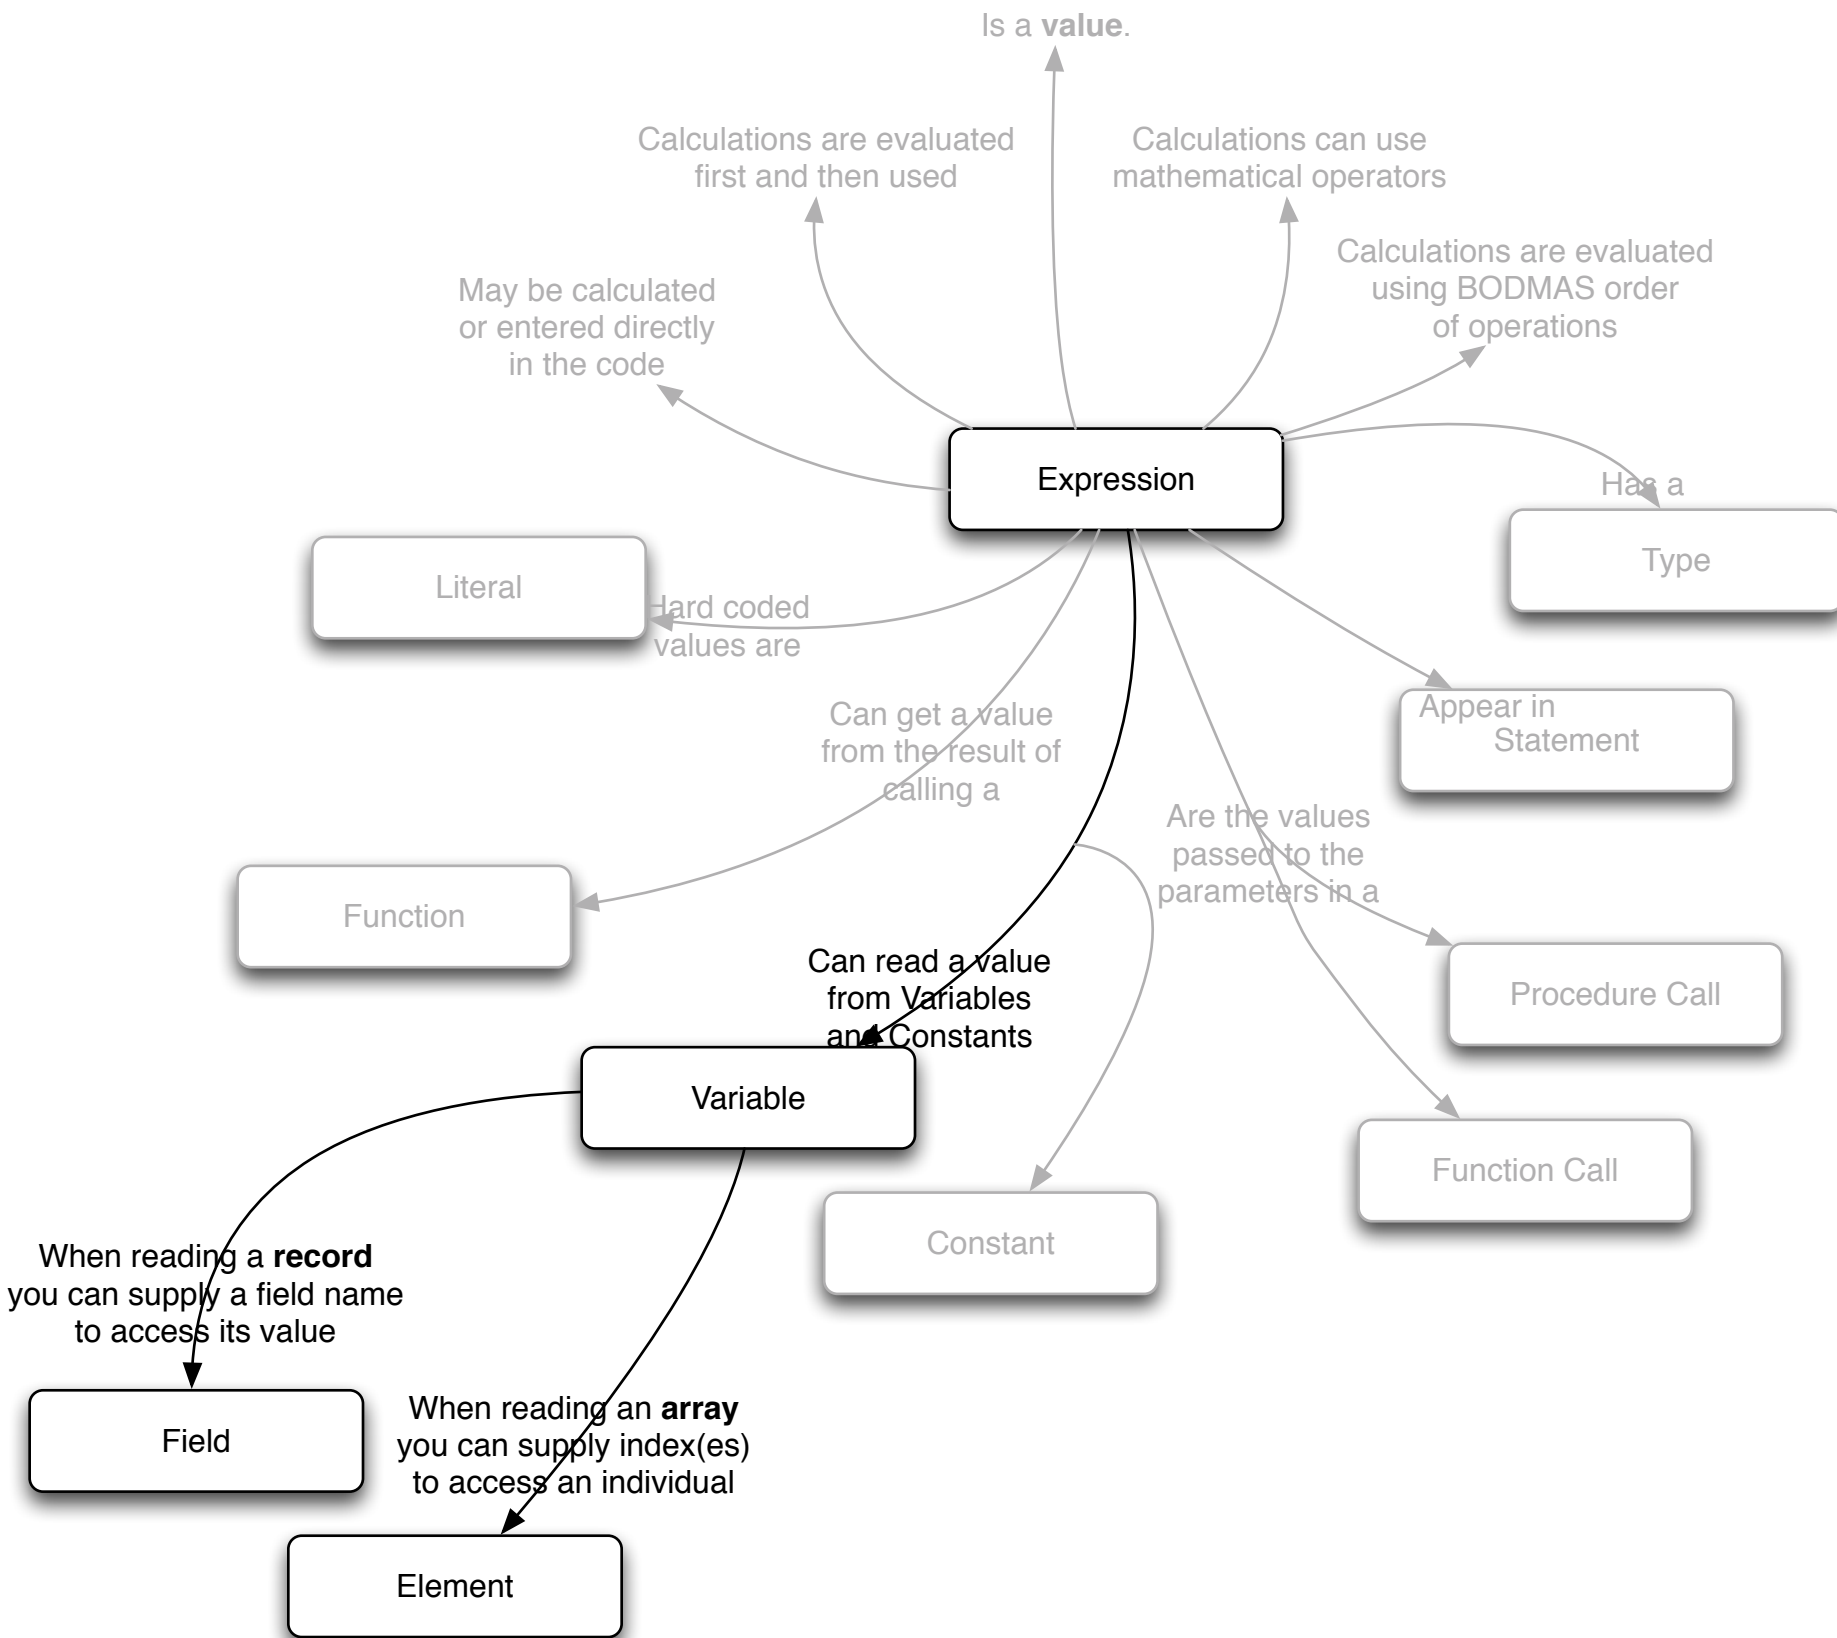 Is a value.
Calculations are evaluated
first and then used
Calculations can use
mathematical operators
Calculations are evaluated
using BODMAS order
of operations
May be calculated
or entered directly
in the code
Expression
Has a
Type
Literal
Hard coded
values are
Appear in
Statement
Can get a value
from the result of
calling a
Are the values
passed to the
parameters in a
Function
Procedure Call
Can read a value
from Variables
and Constants
Variable
Function Call
Constant
When reading a record
you can supply a field name
to access its value
Field
When reading an array
you can supply index(es)
to access an individual
Element